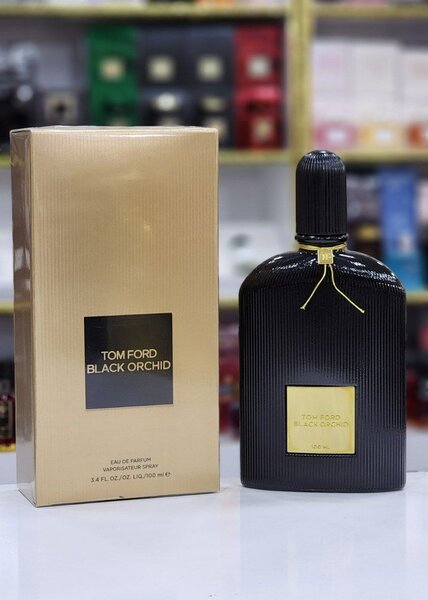 TOM FORD
BLACK ORCHID
EAU DE PARFUM
VAPORISATEUR SPRAY
3.4 FL.OZ./OZ. LIQ./100 ml ℮
TOM FORD
BLACK ORCHID
100 ML